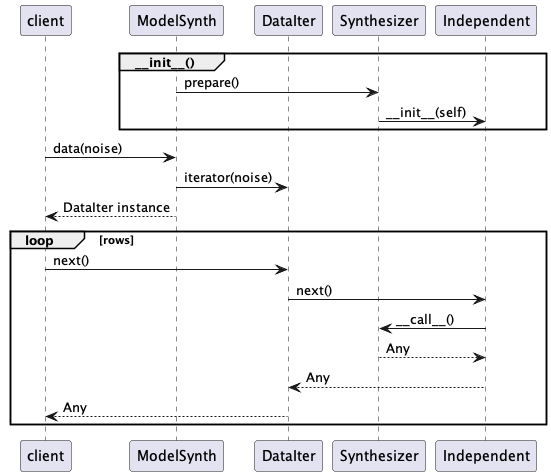 client ModelSynth DataIter Synthesizer Independent
__init__()
prepare()
__init__(self)
data(noise)
iterator(noise)
DataIter instance
loop [rows]
next()
next()
__call__()
Any
Any
Any
client ModelSynth DataIter Synthesizer Independent